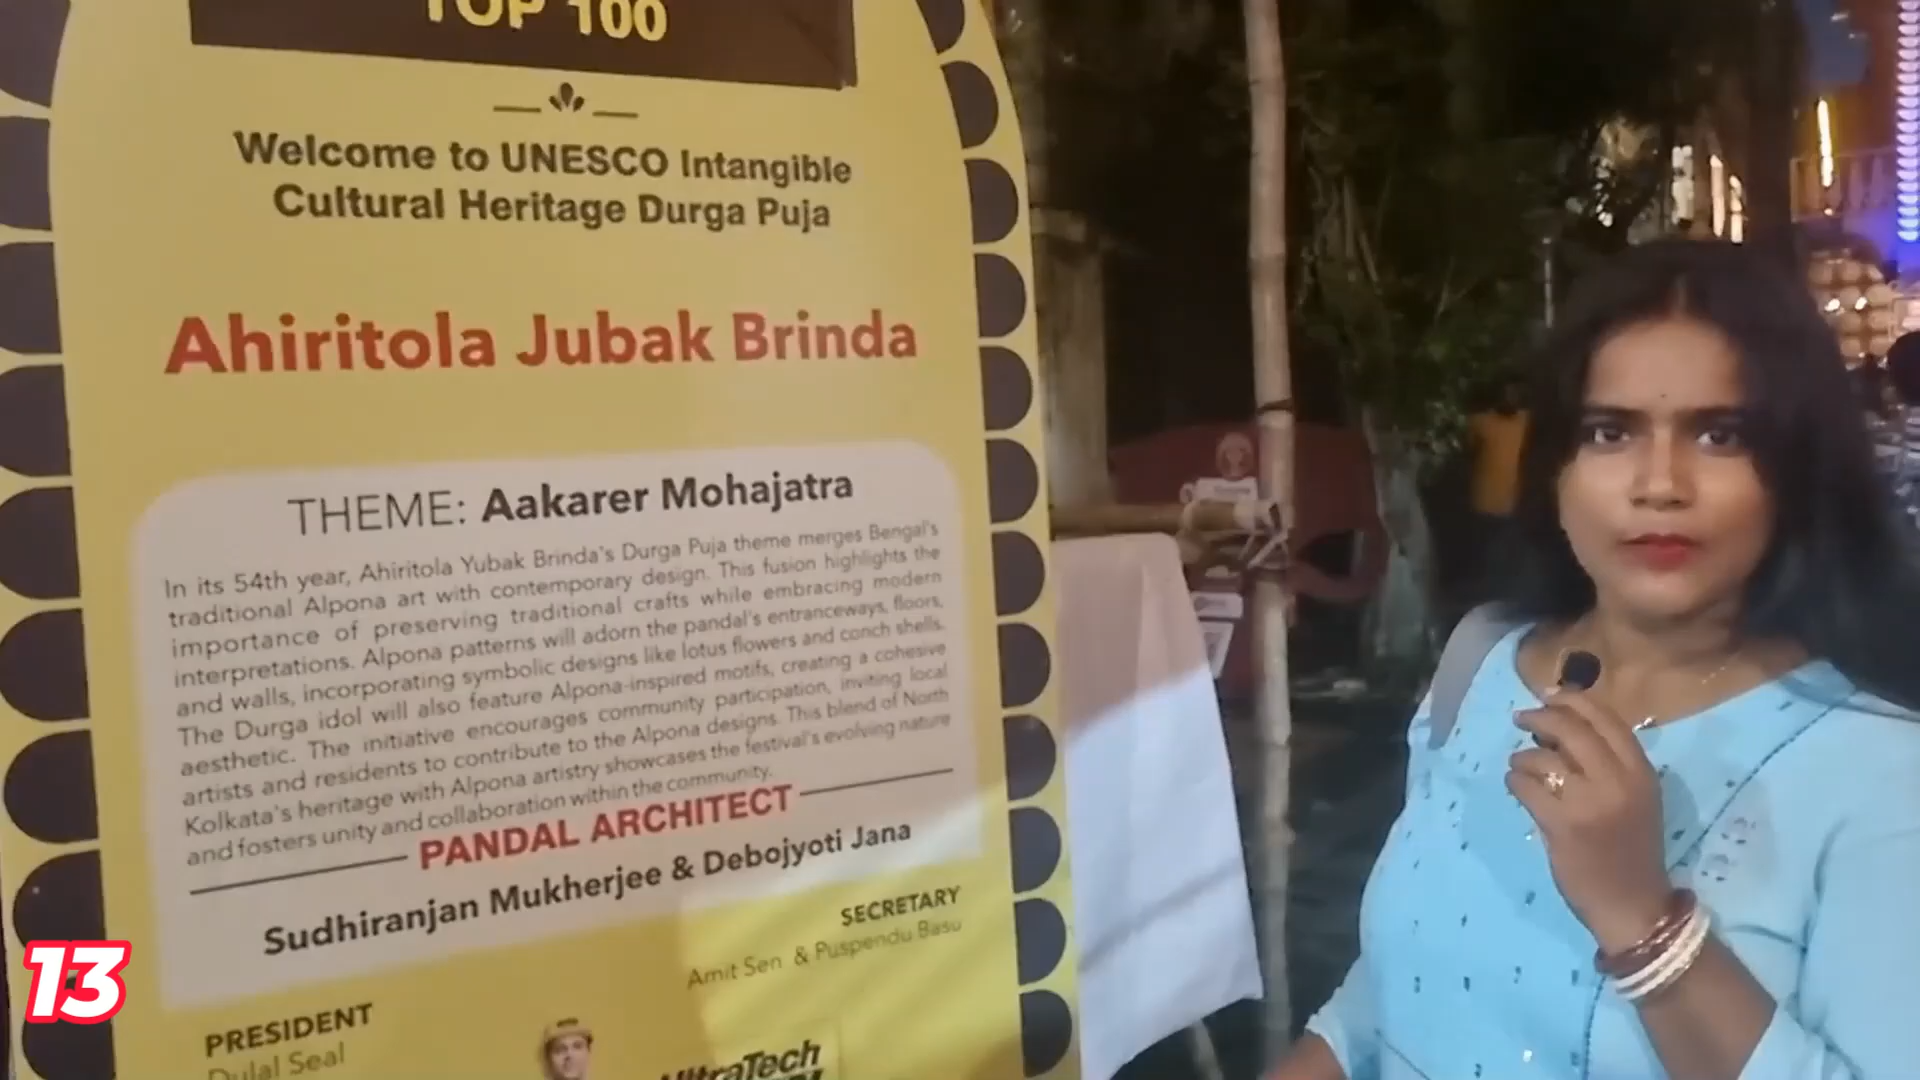 TOP 100
Welcome to UNESCO Intangible
Cultural Heritage Durga Puja
Ahiritola Jubak Brinda
THEME: Aakarer Mohajatra
In its 54th year, Ahiritola Yubak Brinda's Durga Puja theme merges Bengal's
traditional Alpona art with contemporary design. This fusion highlights the
importance of preserving traditional crafts while embracing modern
interpretations. Alpona patterns will adorn the pandal's entranceways, floors,
and walls, incorporating symbolic designs like lotus flowers and conch shells.
The Durga idol will also feature Alpona-inspired motifs, creating a cohesive
aesthetic. The initiative encourages community participation, inviting local
artists and residents to contribute to the Alpona designs. This blend of North
Kolkata's heritage with Alpona artistry showcases the festival's evolving nature
and fosters unity and collaboration within the community.
PANDAL ARCHITECT
Sudhiranjan Mukherjee & Debojyoti Jana
SECRETARY
Amit Sen & Puspendu Basu
PRESIDENT
Dulal Seal
UltraTech
13